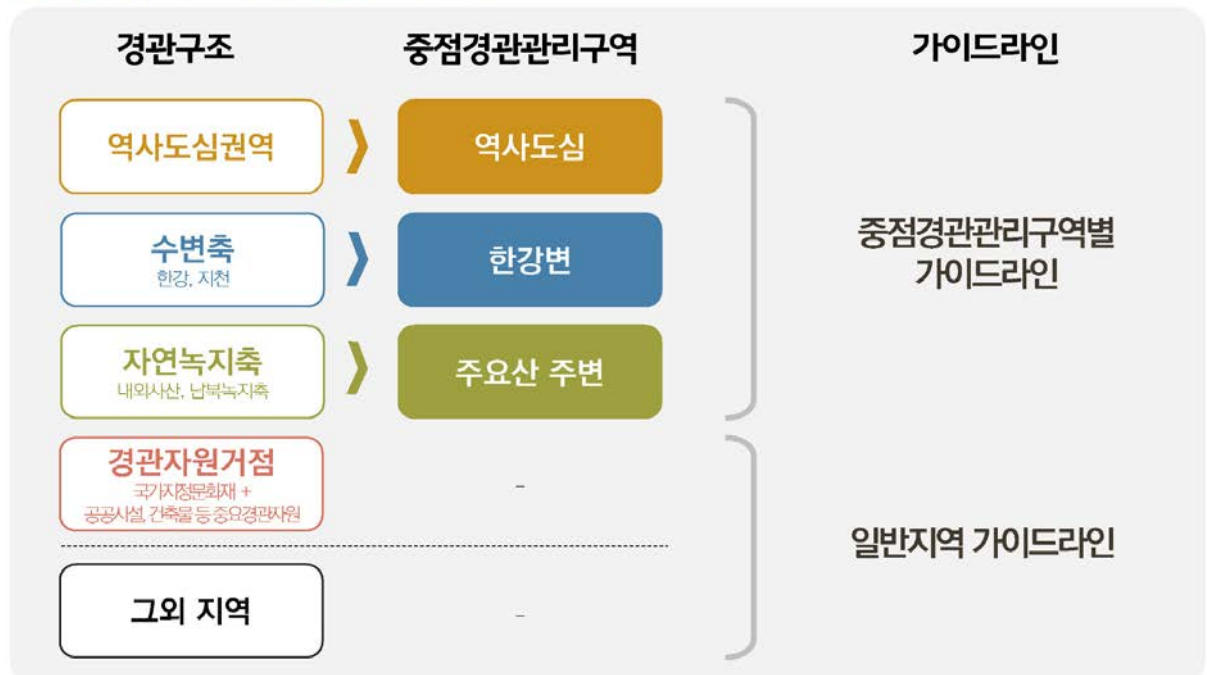 경관구조 중점경관관리구역 가이드라인
역사도심권역 역사도심
수변축
한강, 지천
한강변
자연녹지축
내외사산, 남북녹지축
주요산 주변
중점경관관리구역별
가이드라인
경관자원거점
국가지정문화재 +
공공시설, 건축물 등 중요경관자원
-
일반지역 가이드라인
그외 지역
-